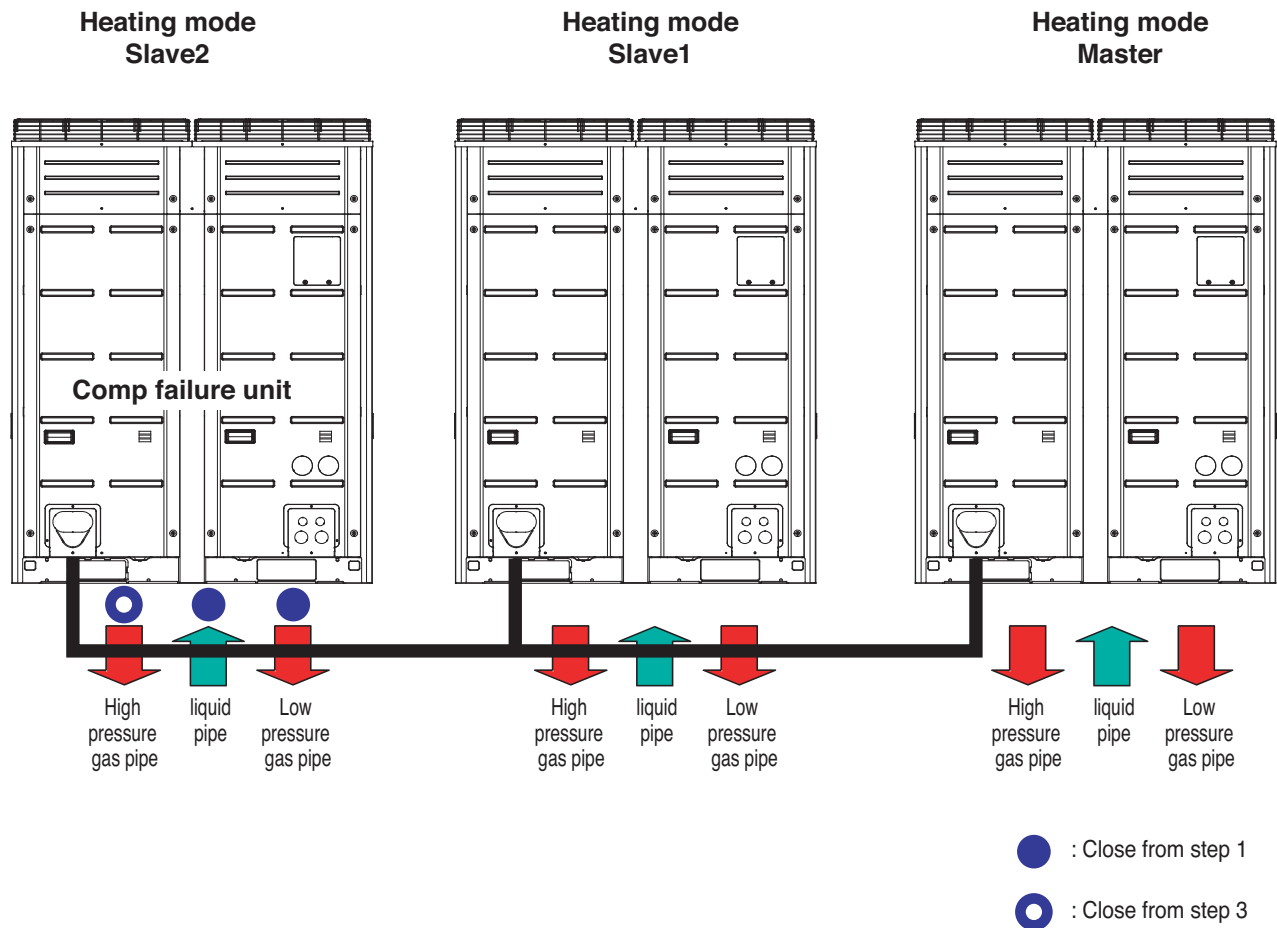 Heating mode
Slave2
Heating mode
Slave1
Heating mode
Master
Comp failure unit
High
pressure
gas pipe
liquid
pipe
Low
pressure
gas pipe
High
pressure
gas pipe
liquid
pipe
Low
pressure
gas pipe
High
pressure
gas pipe
liquid
pipe
Low
pressure
gas pipe
: Close from step 1
: Close from step 3